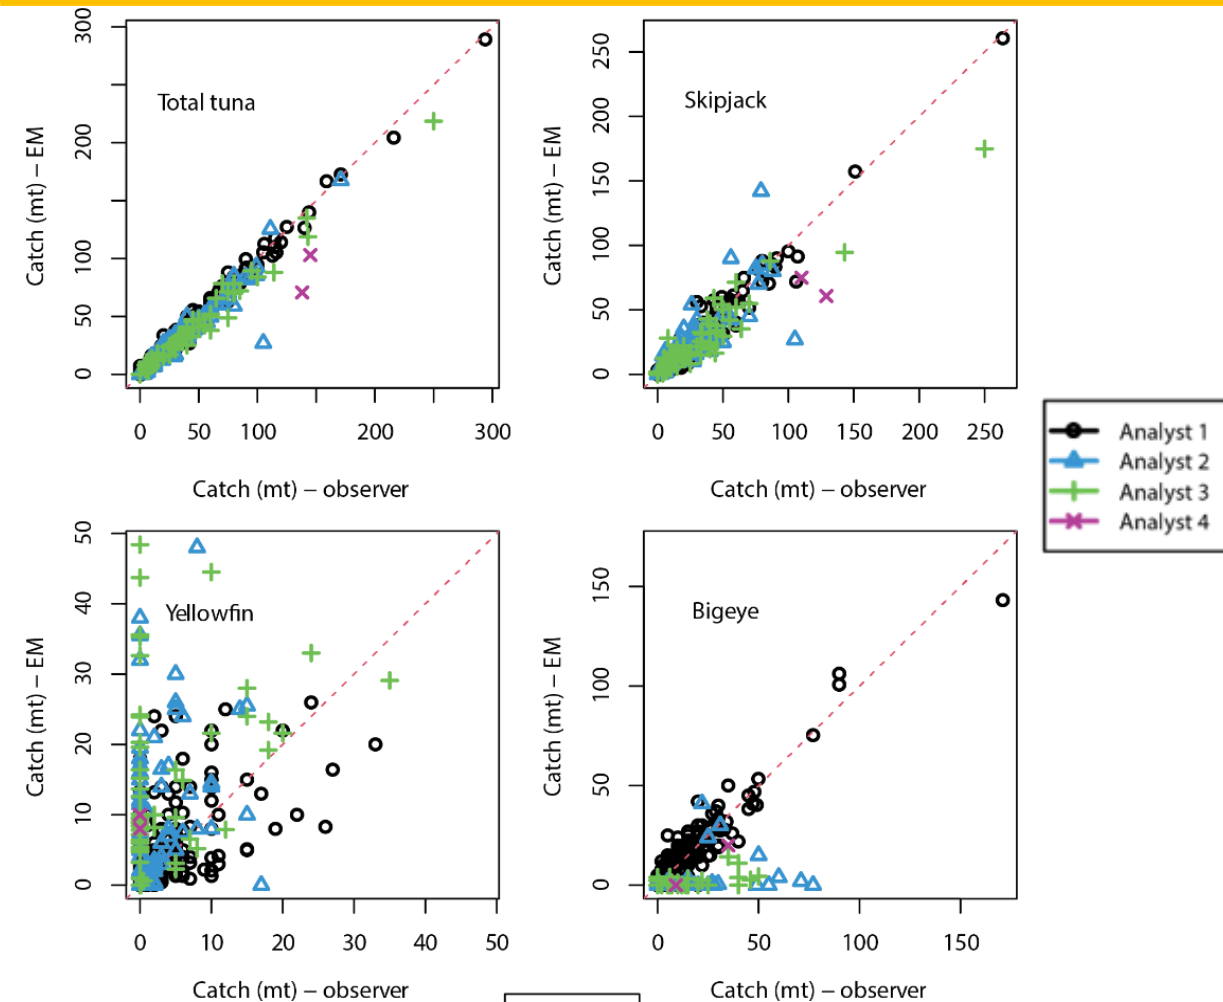 Total tuna
Catch (mt) – EM
0
50
100
200
300
0
50
100
200
300
Catch (mt) – observer
Skipjack
Catch (mt) – EM
0
50
100
150
200
250
0
50
100
150
200
250
Catch (mt) – observer
Analyst 1
Analyst 2
Analyst 3
Analyst 4
Yellowfin
Catch (mt) – EM
0
10
20
30
40
50
0
10
20
30
40
50
Catch (mt) – observer
Bigeye
Catch (mt) – EM
0
50
100
150
0
50
100
150
Catch (mt) – observer